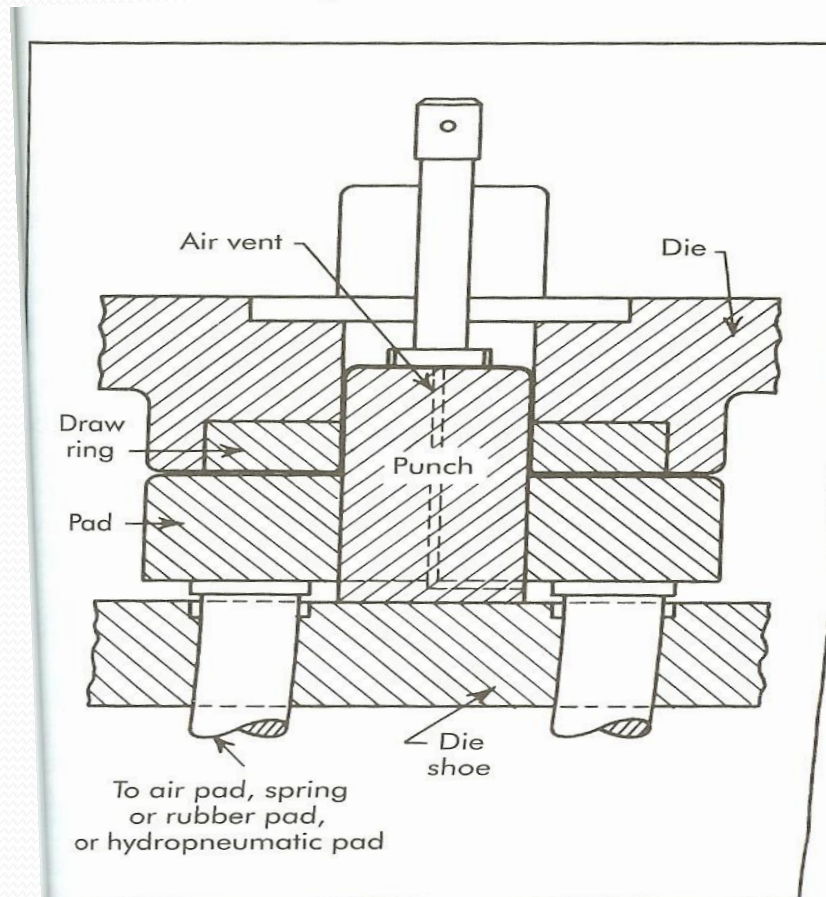 Air vent
Die
Draw
ring
Punch
Pad
Die
shoe
To air pad, spring
or rubber pad,
or hydropneumatic pad